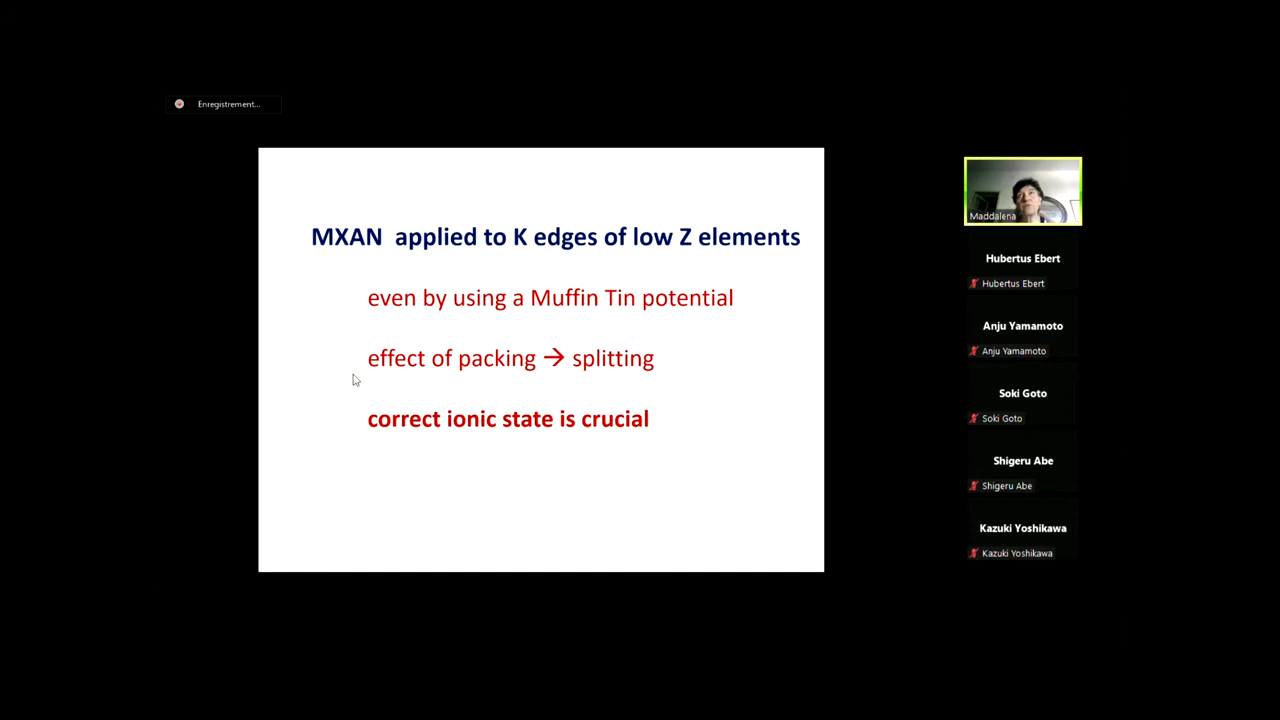 Enregistrement...
MXAN applied to K edges of low Z elements
even by using a Muffin Tin potential
effect of packing → splitting
correct ionic state is crucial
Maddalena
Hubertus Ebert
Hubertus Ebert
Anju Yamamoto
Anju Yamamoto
Soki Goto
Soki Goto
Shigeru Abe
Shigeru Abe
Kazuki Yoshikawa
Kazuki Yoshikawa